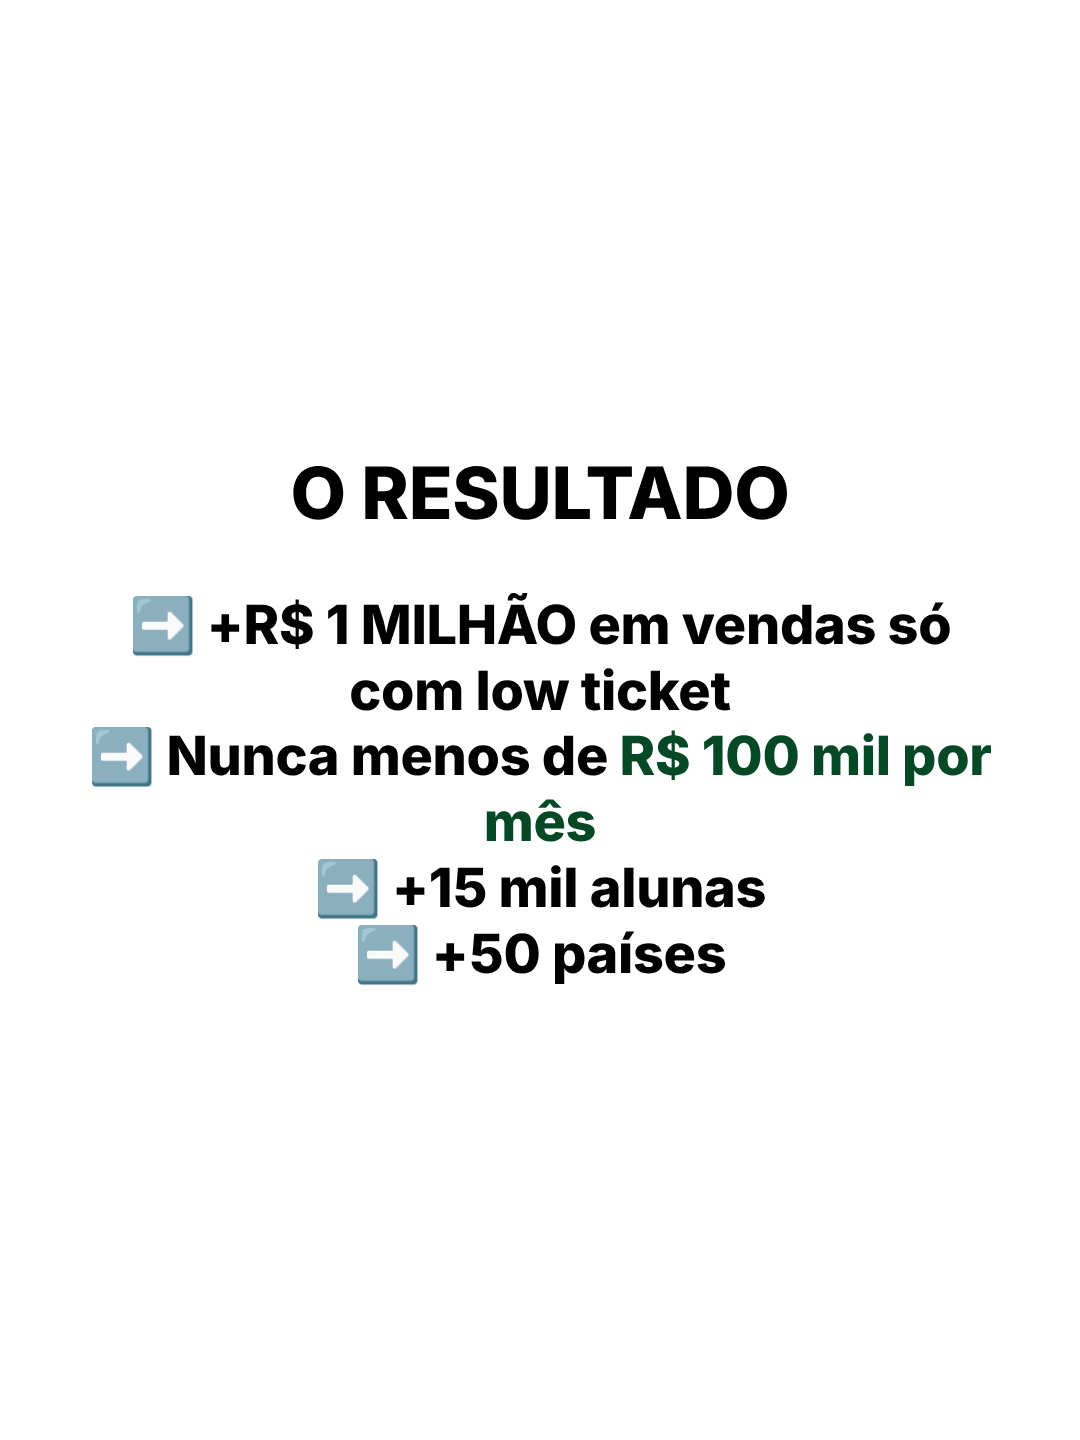 O RESULTADO
➡️ +R$ 1 MILHÃO em vendas só
com low ticket
➡️ Nunca menos de R$ 100 mil por
mês
➡️ +15 mil alunas
➡️ +50 países